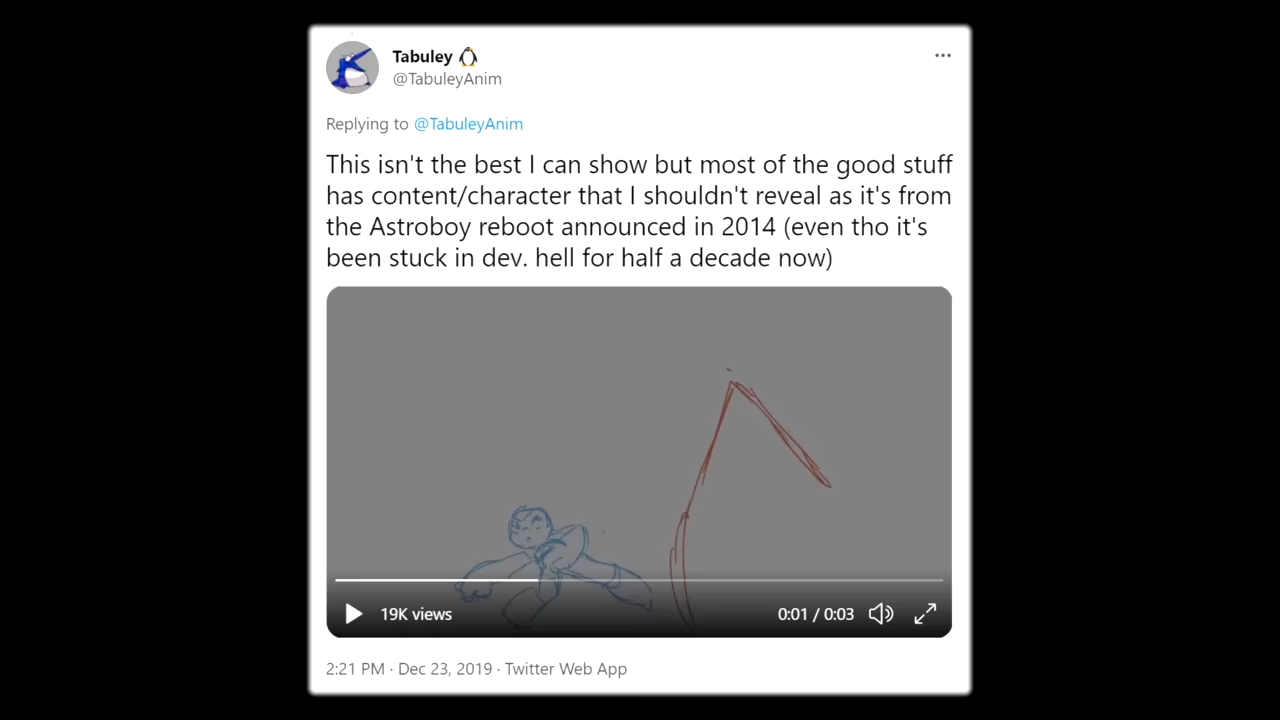 Tabuley 🐧
@TabuleyAnim
Replying to @TabuleyAnim
This isn't the best I can show but most of the good stuff
has content/character that I shouldn't reveal as it's from
the Astroboy reboot announced in 2014 (even tho it's
been stuck in dev. hell for half a decade now)
19K views
0:01 / 0:03
2:21 PM · Dec 23, 2019 · Twitter Web App